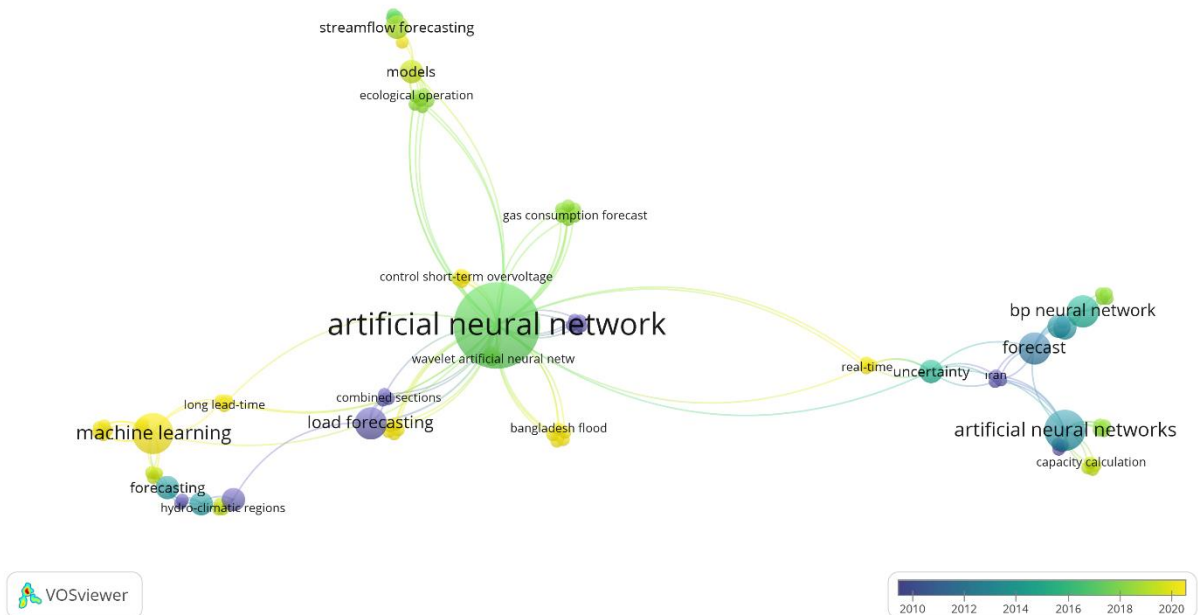 streamflow forecasting
models
ecological operation
gas consumption forecast
control short-term overvoltage
artificial neural network
bp neural network
forecast
wavelet artificial neural netw
real-time
uncertainty
iran
combined sections
long lead-time
load forecasting
bangladesh flood
machine learning
artificial neural networks
capacity calculation
forecasting
hydro-climatic regions
VOSviewer
2010 2012 2014 2016 2018 2020